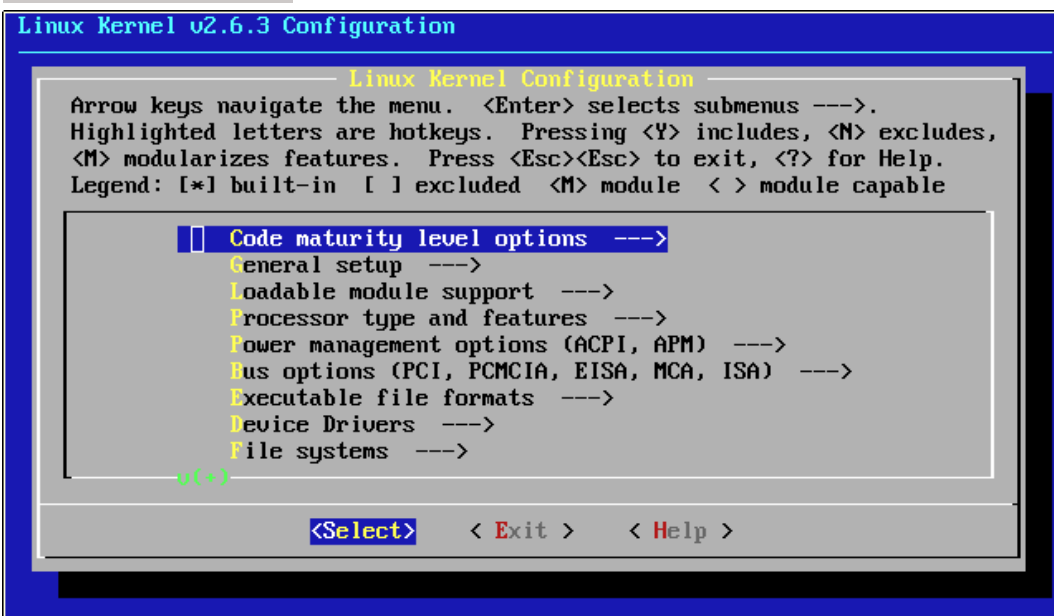 Linux Kernel v2.6.3 Configuration
Linux Kernel Configuration
Arrow keys navigate the menu.  <Enter> selects submenus --->.
Highlighted letters are hotkeys.  Pressing <Y> includes, <N> excludes,
<M> modularizes features.  Press <Esc><Esc> to exit, <?> for Help.
Legend: [*] built-in  [ ] excluded  <M> module  < > module capable
Code maturity level options  --->
General setup  --->
Loadable module support  --->
Processor type and features  --->
Power management options (ACPI, APM)  --->
Bus options (PCI, PCMCIA, EISA, MCA, ISA)  --->
Executable file formats  --->
Device Drivers  --->
File systems  --->
v(+)
<Select>    < Exit >    < Help >